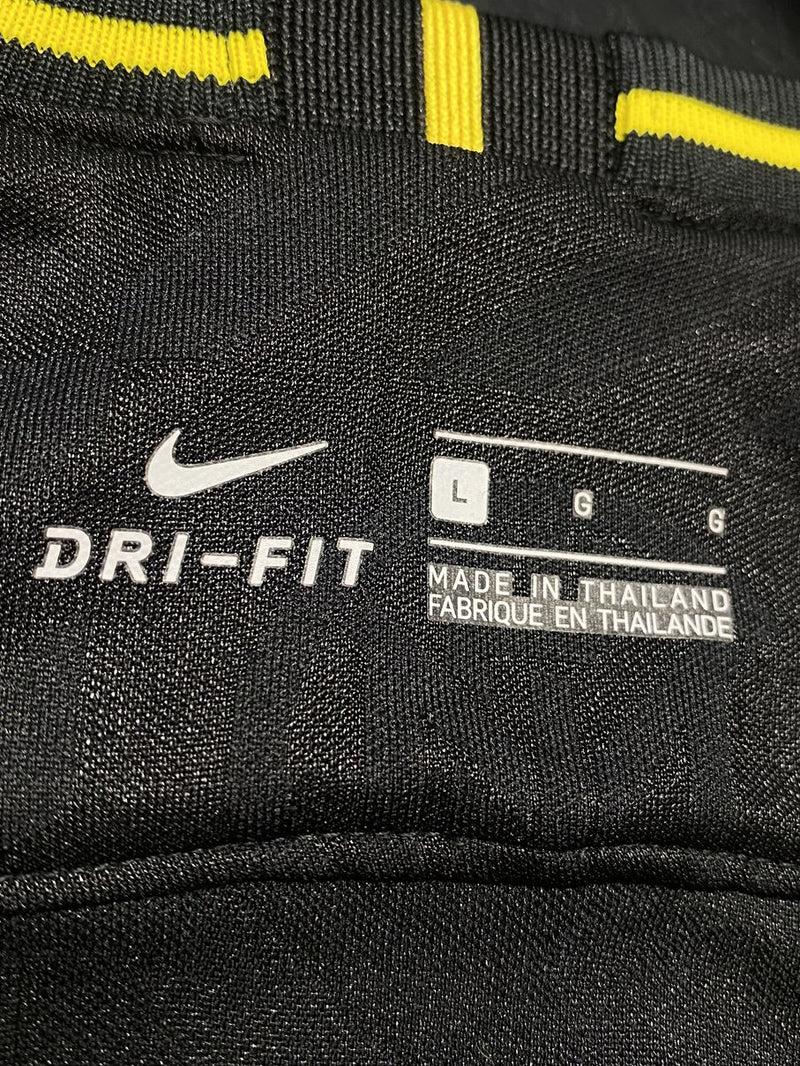 DRI-FIT
L G G
MADE IN THAILAND
FABRIQUE EN THAILANDE